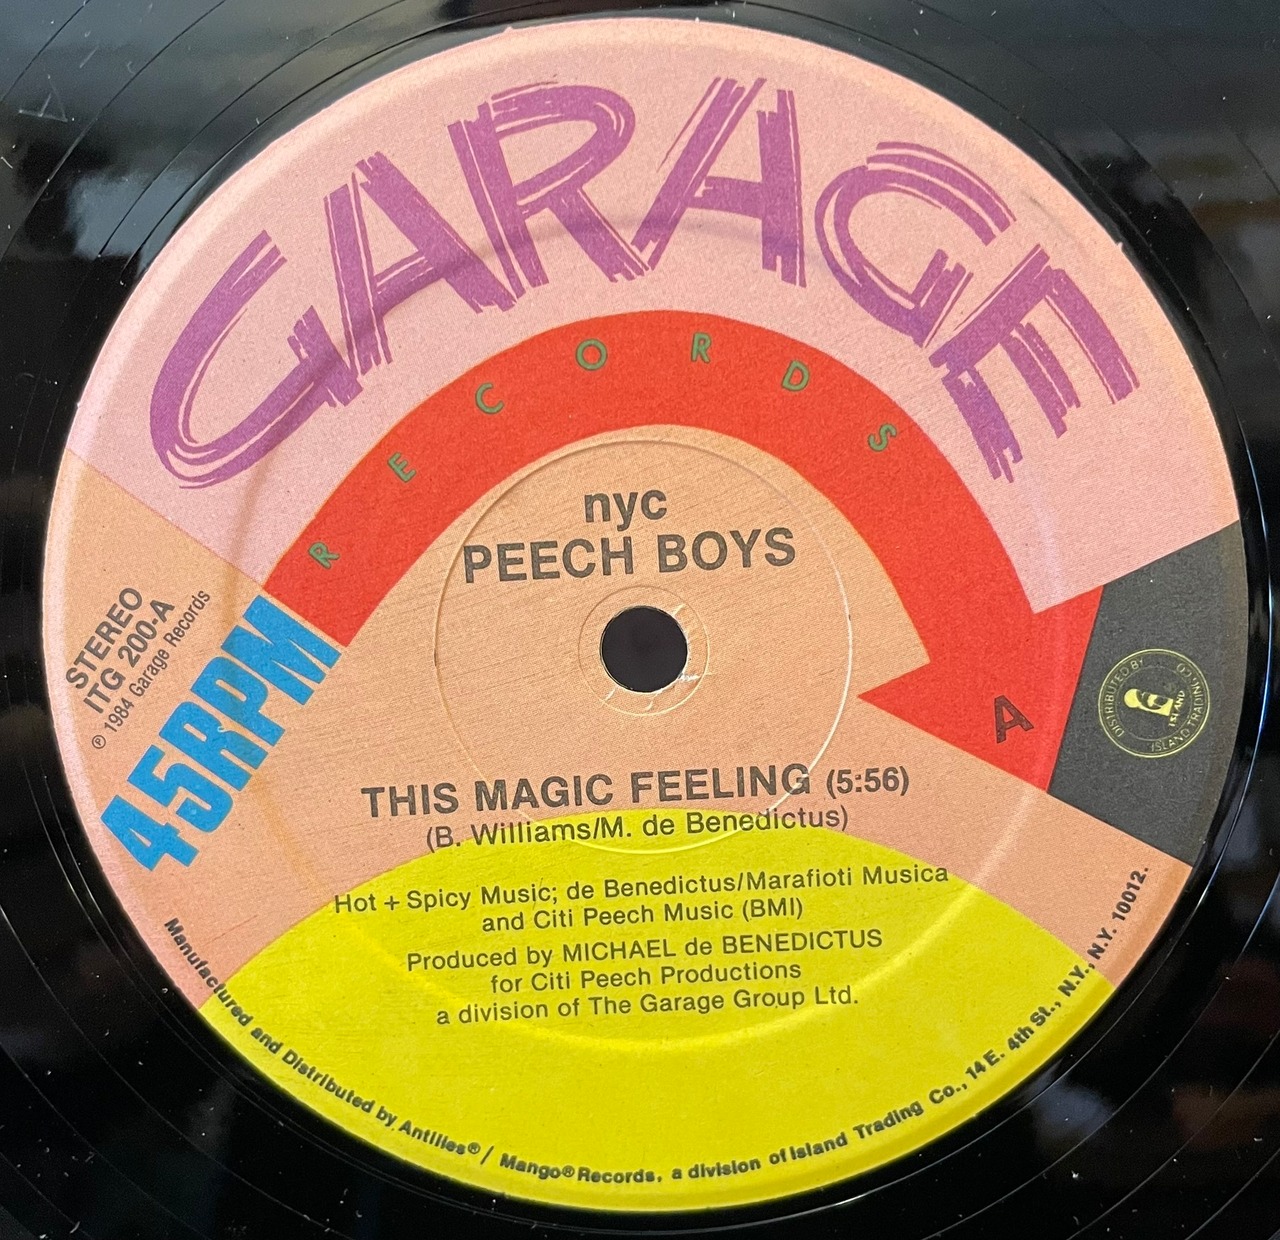 GARAGE
RECORDS
nyc
PEECH BOYS
STEREO
ITG 200-A
℗ 1984 Garage Records
45RPM
A
DISTRIBUTED BY
ISLAND TRADING CO.
ISLAND
THIS MAGIC FEELING (5:56)
(B. Williams/M. de Benedictus)
Hot + Spicy Music; de Benedictus/Marafioti Musica
and Citi Peech Music (BMI)
Produced by MICHAEL de BENEDICTUS
for Citi Peech Productions
a division of The Garage Group Ltd.
Manufactured and Distributed by Antilles® / Mango® Records, a division of Island Trading Co., 14 E. 4th St., N.Y., N.Y. 10012.